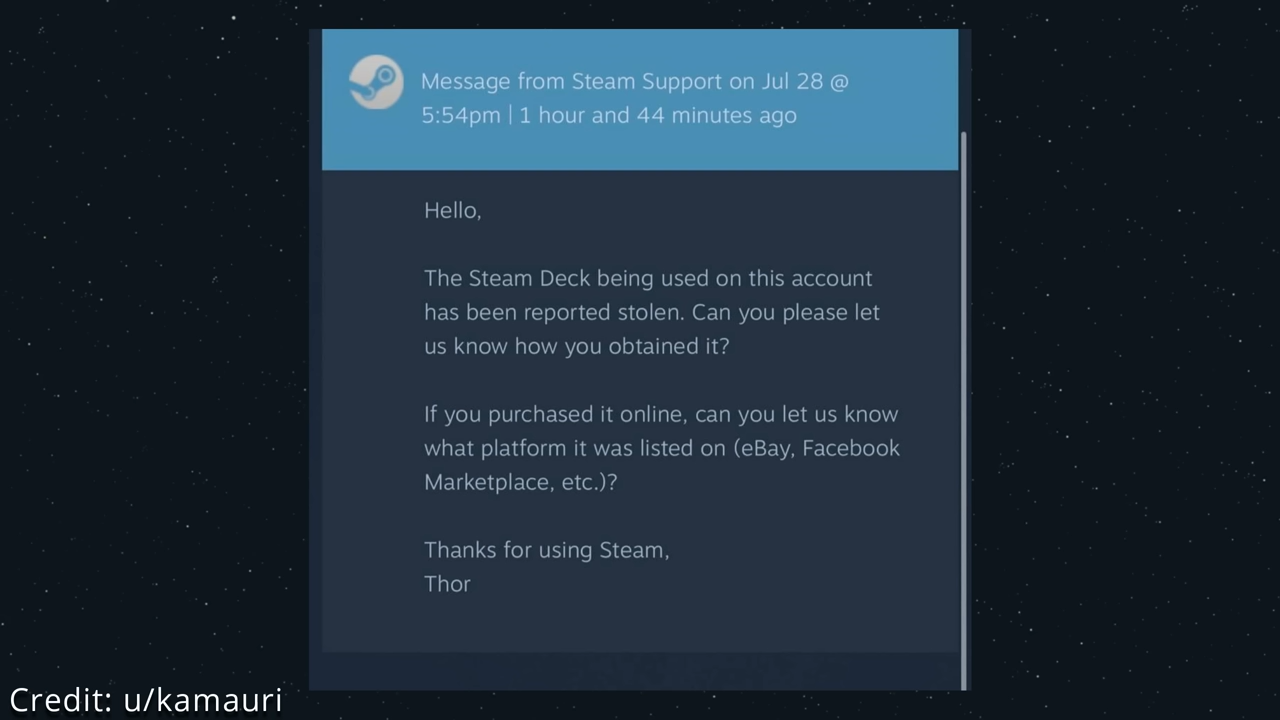 Message from Steam Support on Jul 28 @
5:54pm | 1 hour and 44 minutes ago
Hello,
The Steam Deck being used on this account
has been reported stolen. Can you please let
us know how you obtained it?
If you purchased it online, can you let us know
what platform it was listed on (eBay, Facebook
Marketplace, etc.)?
Thanks for using Steam,
Thor
Credit: u/kamauri